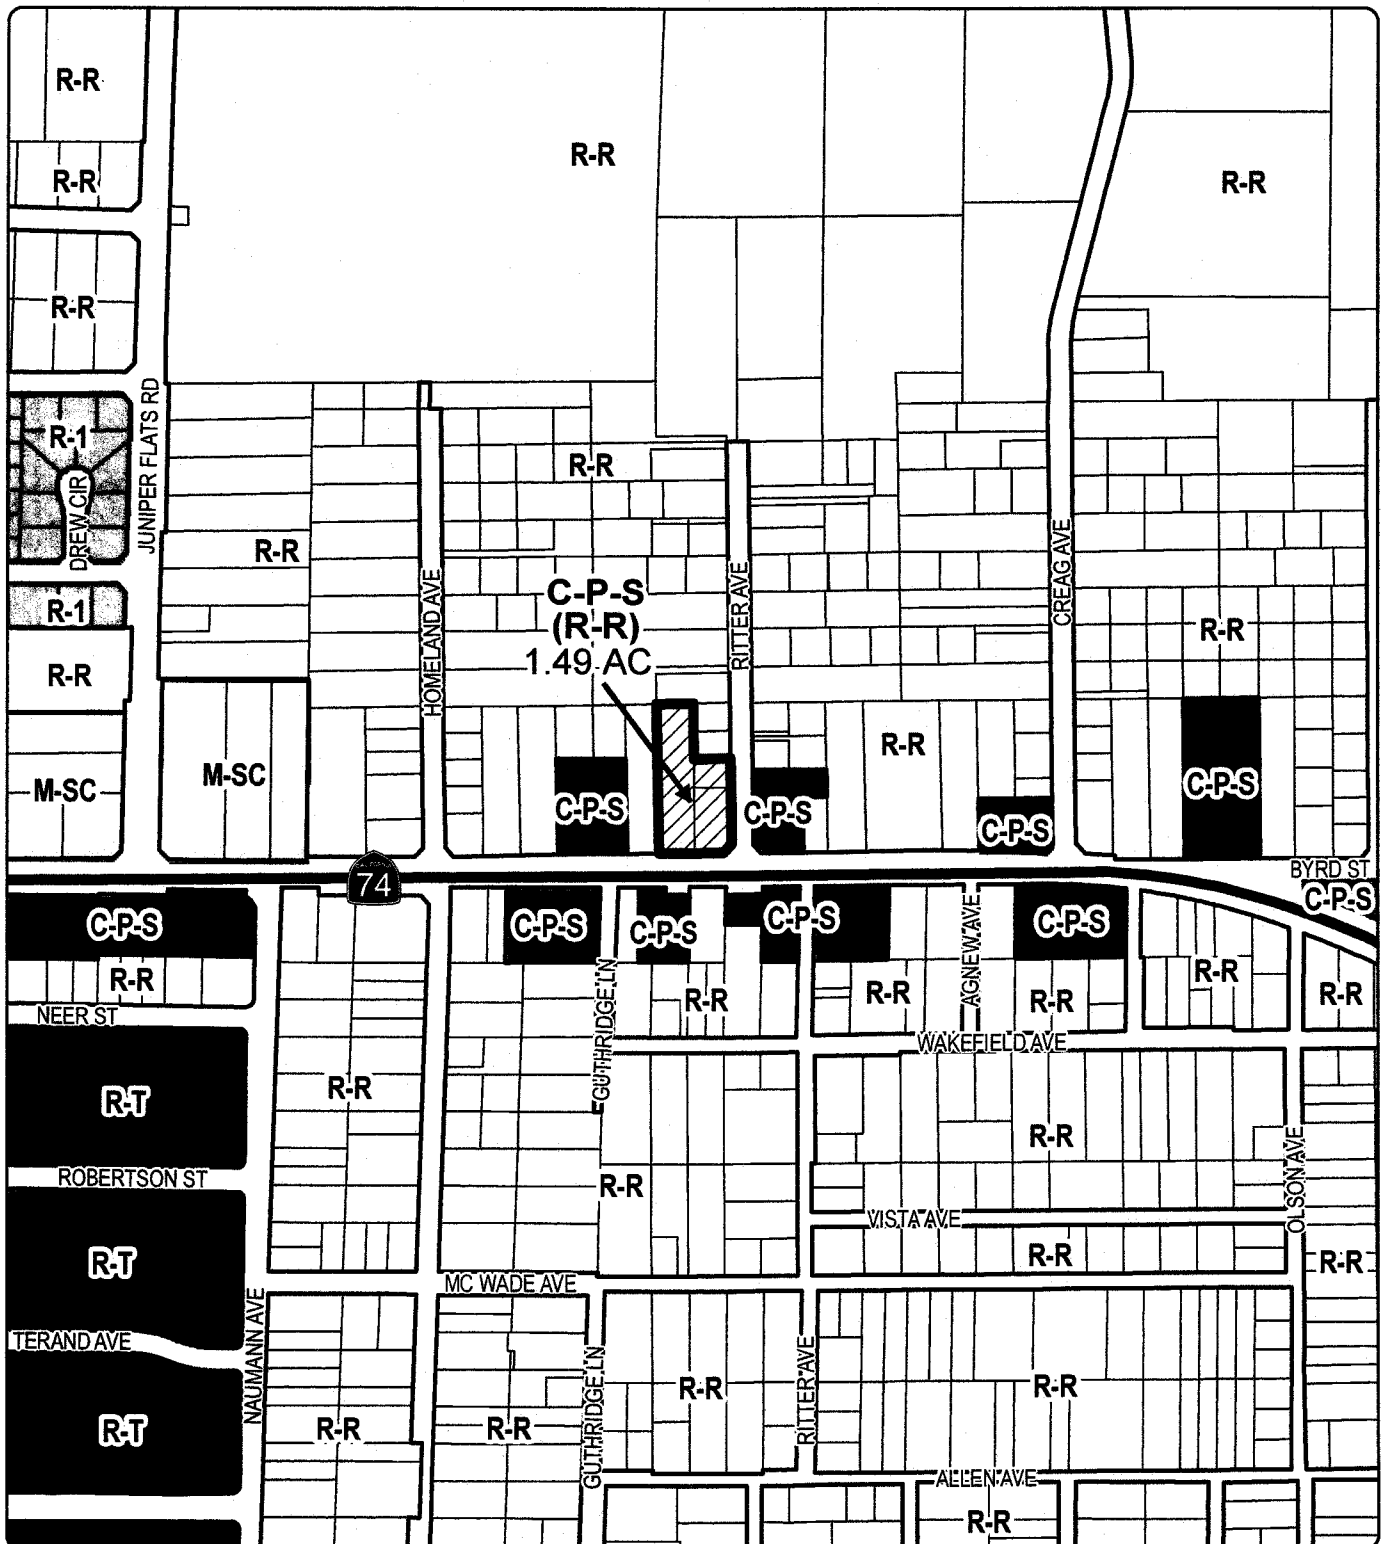 R-R
R-R
R-R
R-R
R-R
R-1
JUNIPER FLATS RD
DREW CIR
R-R
R-R
HOMELAND AVE
C-P-S
(R-R)
1.49 AC
RITTER AVE
CREAG AVE
R-1
R-R
R-R
R-R
M-SC
M-SC
C-P-S
C-P-S
C-P-S
C-P-S
BYRD ST
74
C-P-S
C-P-S
C-P-S
C-P-S
C-P-S
C-P-S
AGNEW AVE
R-R
R-R
R-R
R-R
R-R
R-R
NEER ST
GUTHRIDGE LN
WAKEFIELD AVE
R-T
R-R
R-R
ROBERTSON ST
R-R
OLSON AVE
VISTA AVE
R-T
R-R
R-R
MC WADE AVE
TERAND AVE
NAUMANN AVE
GUTHRIDGE LN
RITTER AVE
R-R
R-R
R-T
R-R
R-R
ALLEN AVE
R-R